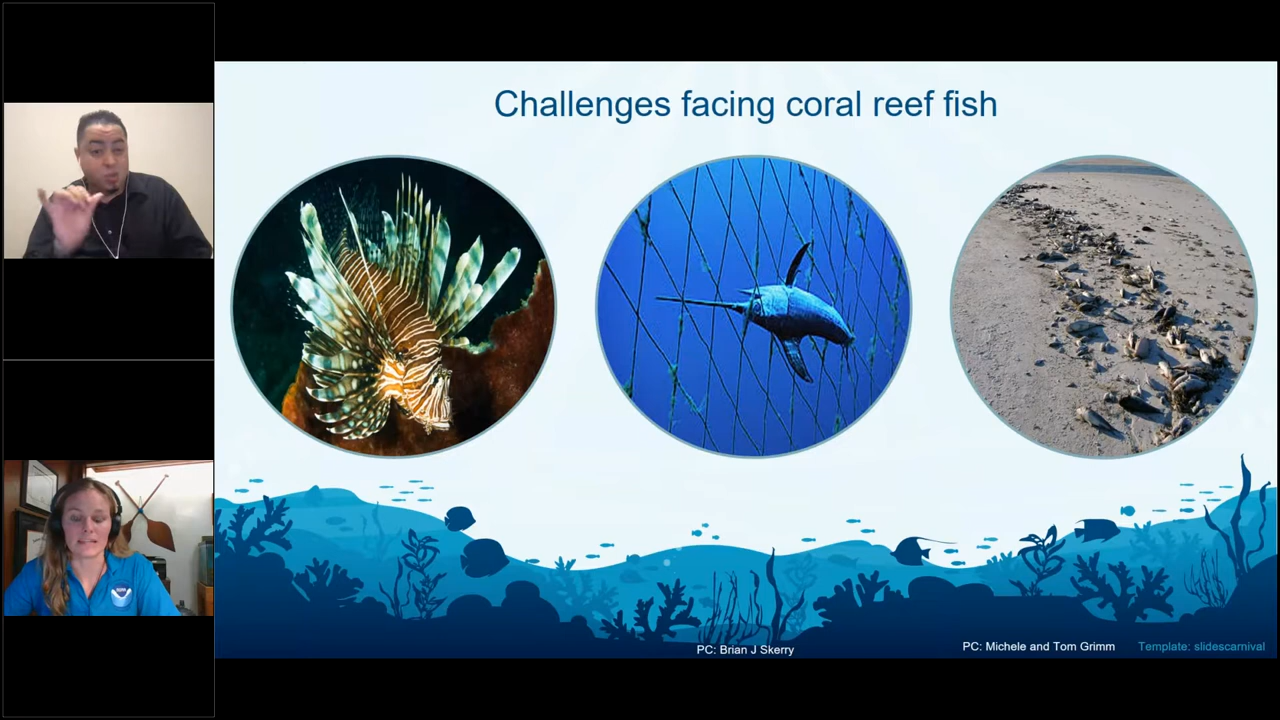 Challenges facing coral reef fish
PC: Brian J Skerry
PC: Michele and Tom Grimm
Template: slidescarnival